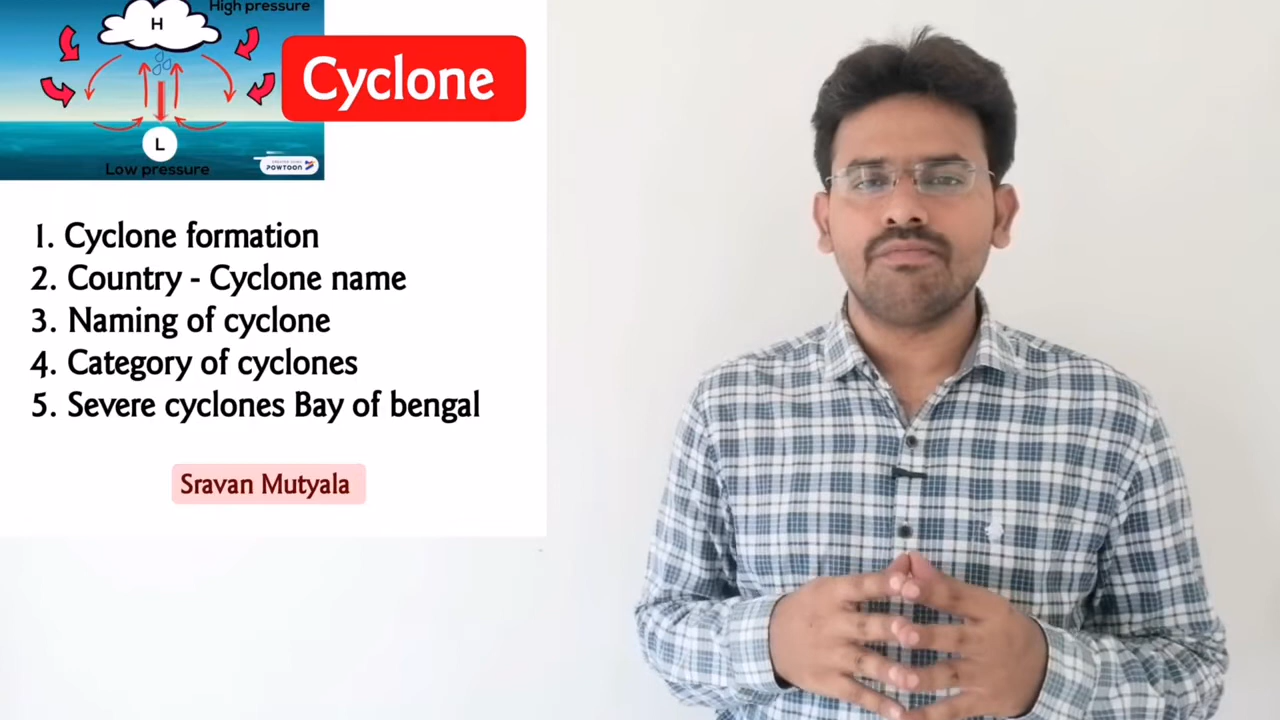 High pressure
H
Cyclone
L
Low pressure
POWTOON
1. Cyclone formation
2. Country - Cyclone name
3. Naming of cyclone
4. Category of cyclones
5. Severe cyclones Bay of bengal
Sravan Mutyala